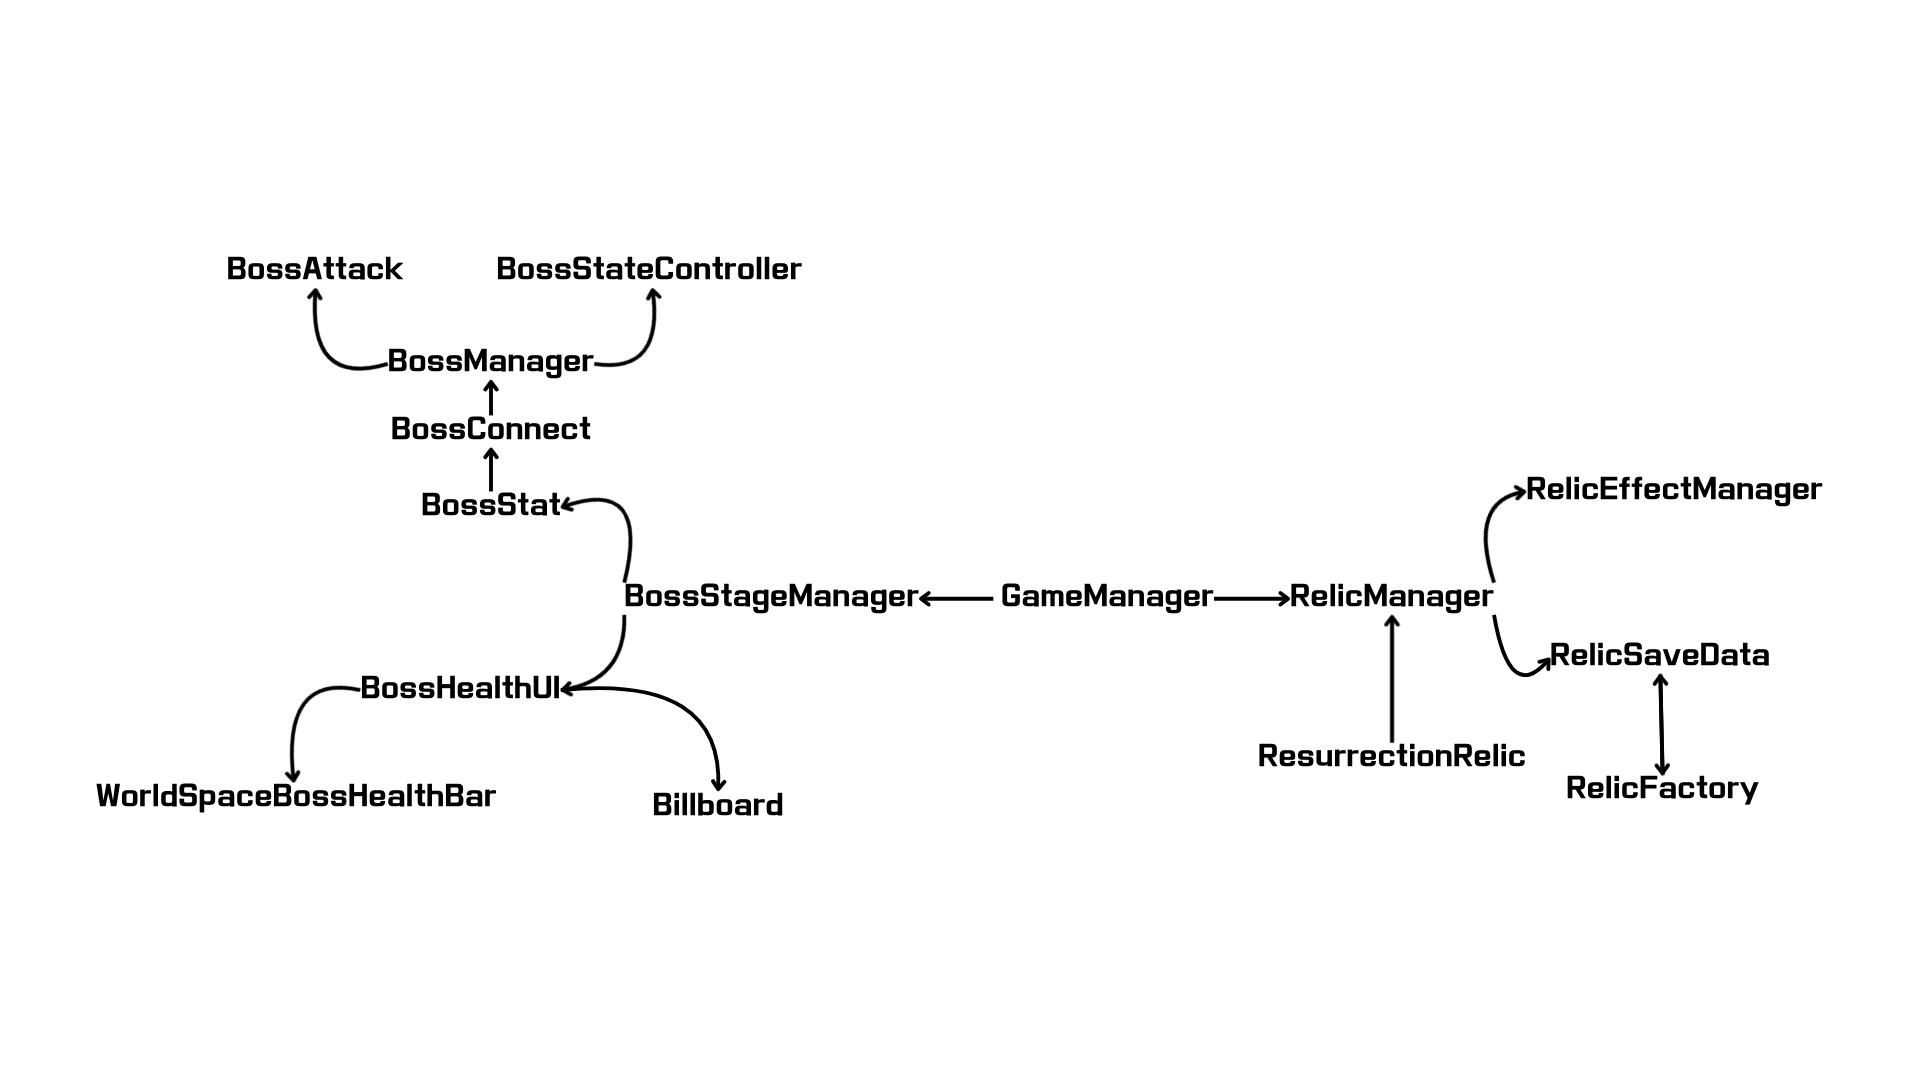 BossAttack
BossStateController
BossManager
BossConnect
BossStat
RelicEffectManager
BossStageManager
GameManager
RelicManager
RelicSaveData
BossHealthUI
ResurrectionRelic
RelicFactory
WorldSpaceBossHealthBar
Billboard